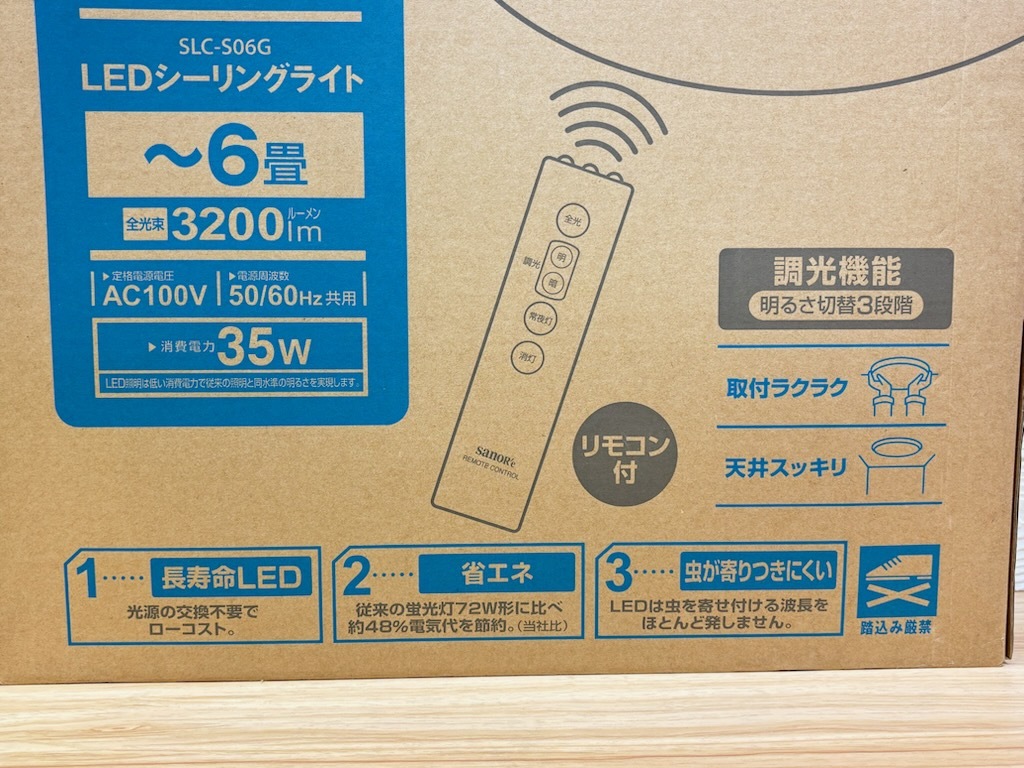 SLC-S06G
LEDシーリングライト
～6畳
全光束 3200 ルーメン lm
▶定格電源電圧
AC100V
▶電源周波数
50/60Hz共用
▶消費電力 35W
LED照明は低い消費電力で従来の照明と同水準の明るさを実現します。
全光
調光
明
暗
常夜灯
消灯
sanoR'e
REMOTE CONTROL
リモコン
付
調光機能
明るさ切替3段階
取付ラクラク
天井スッキリ
1・・・・・ 長寿命LED
光源の交換不要で
ローコスト。
2・・・・・ 省エネ
従来の蛍光灯72W形に比べ
約48%電気代を節約。(当社比)
3・・・・・ 虫が寄りつきにくい
LEDは虫を寄せ付ける波長を
ほとんど発しません。
踏込み厳禁